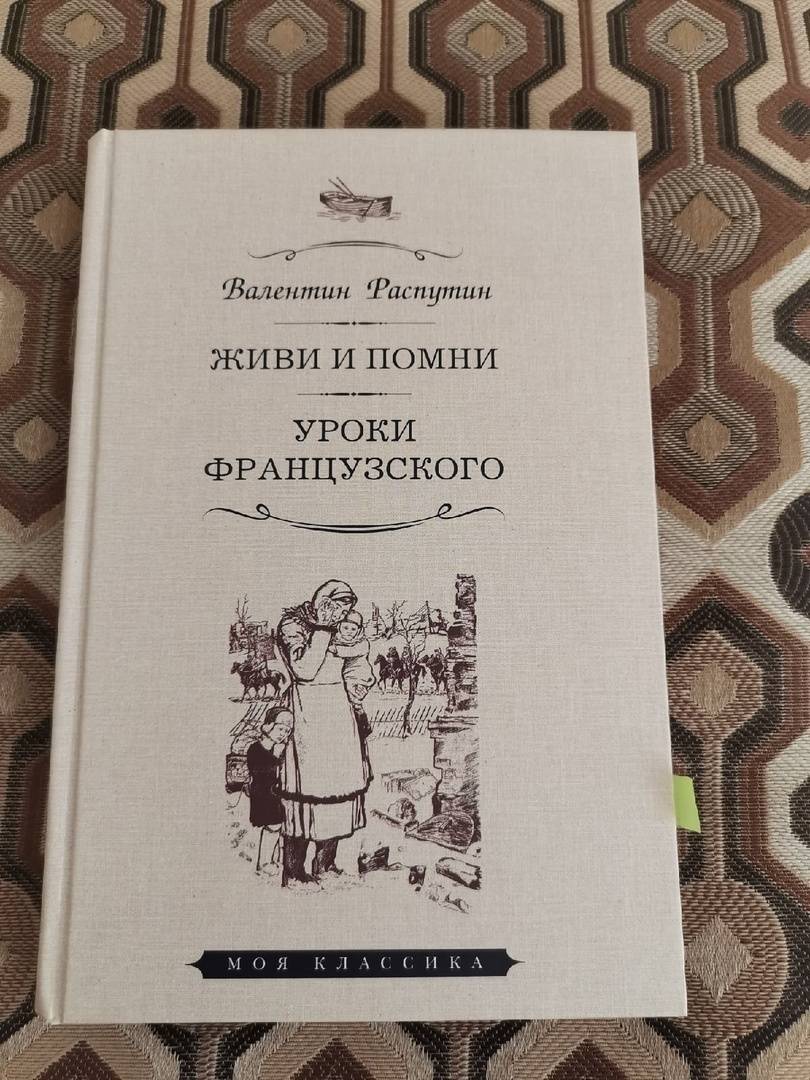 Валентин Распутин
ЖИВИ И ПОМНИ
УРОКИ
ФРАНЦУЗСКОГО
МОЯ КЛАССИКА